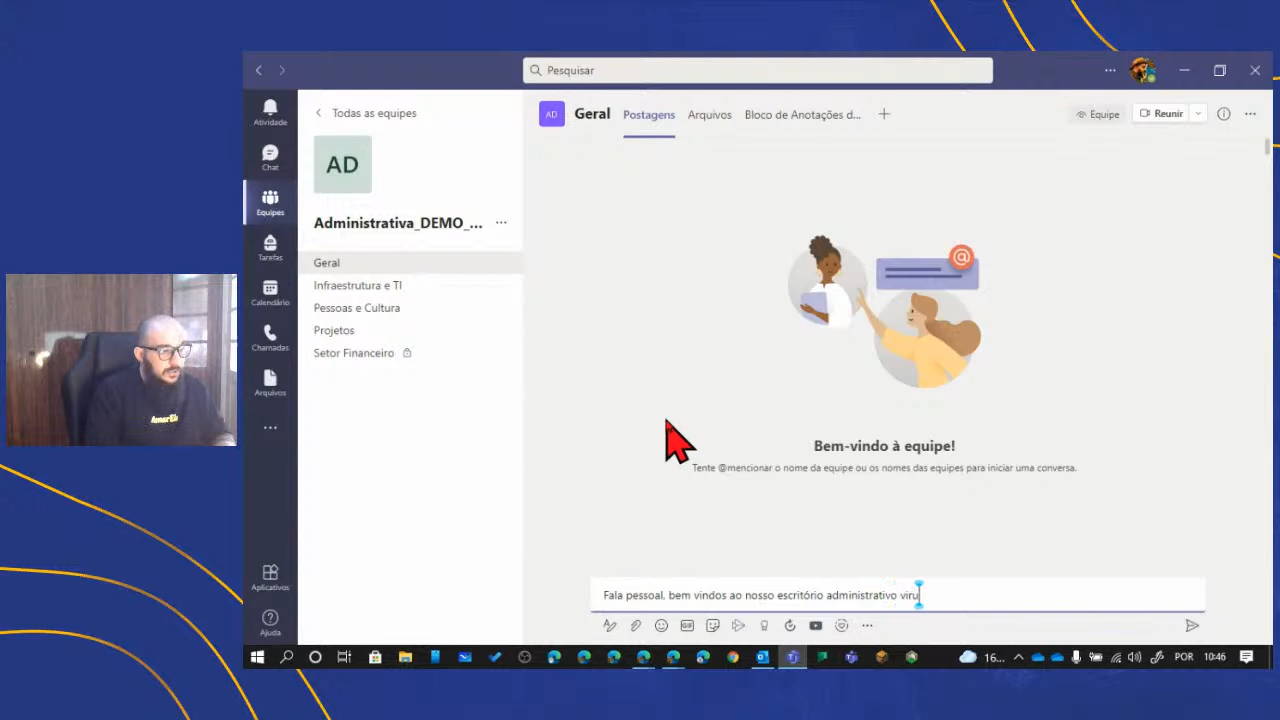 Pesquisar
Atividade
Chat
Equipes
Tarefas
Calendário
Chamadas
Arquivos
Aplicativos
Ajuda
Todas as equipes
AD
Administrativa_DEMO_...
Geral
Infraestrutura e TI
Pessoas e Cultura
Projetos
Setor Financeiro
AD
Geral
Postagens
Arquivos
Bloco de Anotações d...
Equipe
Reunir
@
Bem-vindo à equipe!
Tente @mencionar o nome da equipe ou os nomes das equipes para iniciar uma conversa.
Fala pessoal, bem vindos ao nosso escritório administrativo viru
GIF
16...
POR
10:46